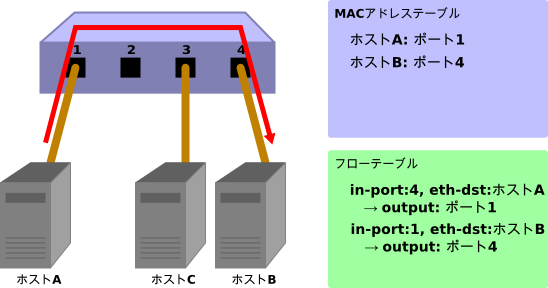 1 2 3 4
ホストA
ホストC
ホストB
MACアドレステーブル
ホストA: ポート1
ホストB: ポート4
フローテーブル
in-port:4, eth-dst:ホストA
→ output: ポート1
in-port:1, eth-dst:ホストB
→ output: ポート4